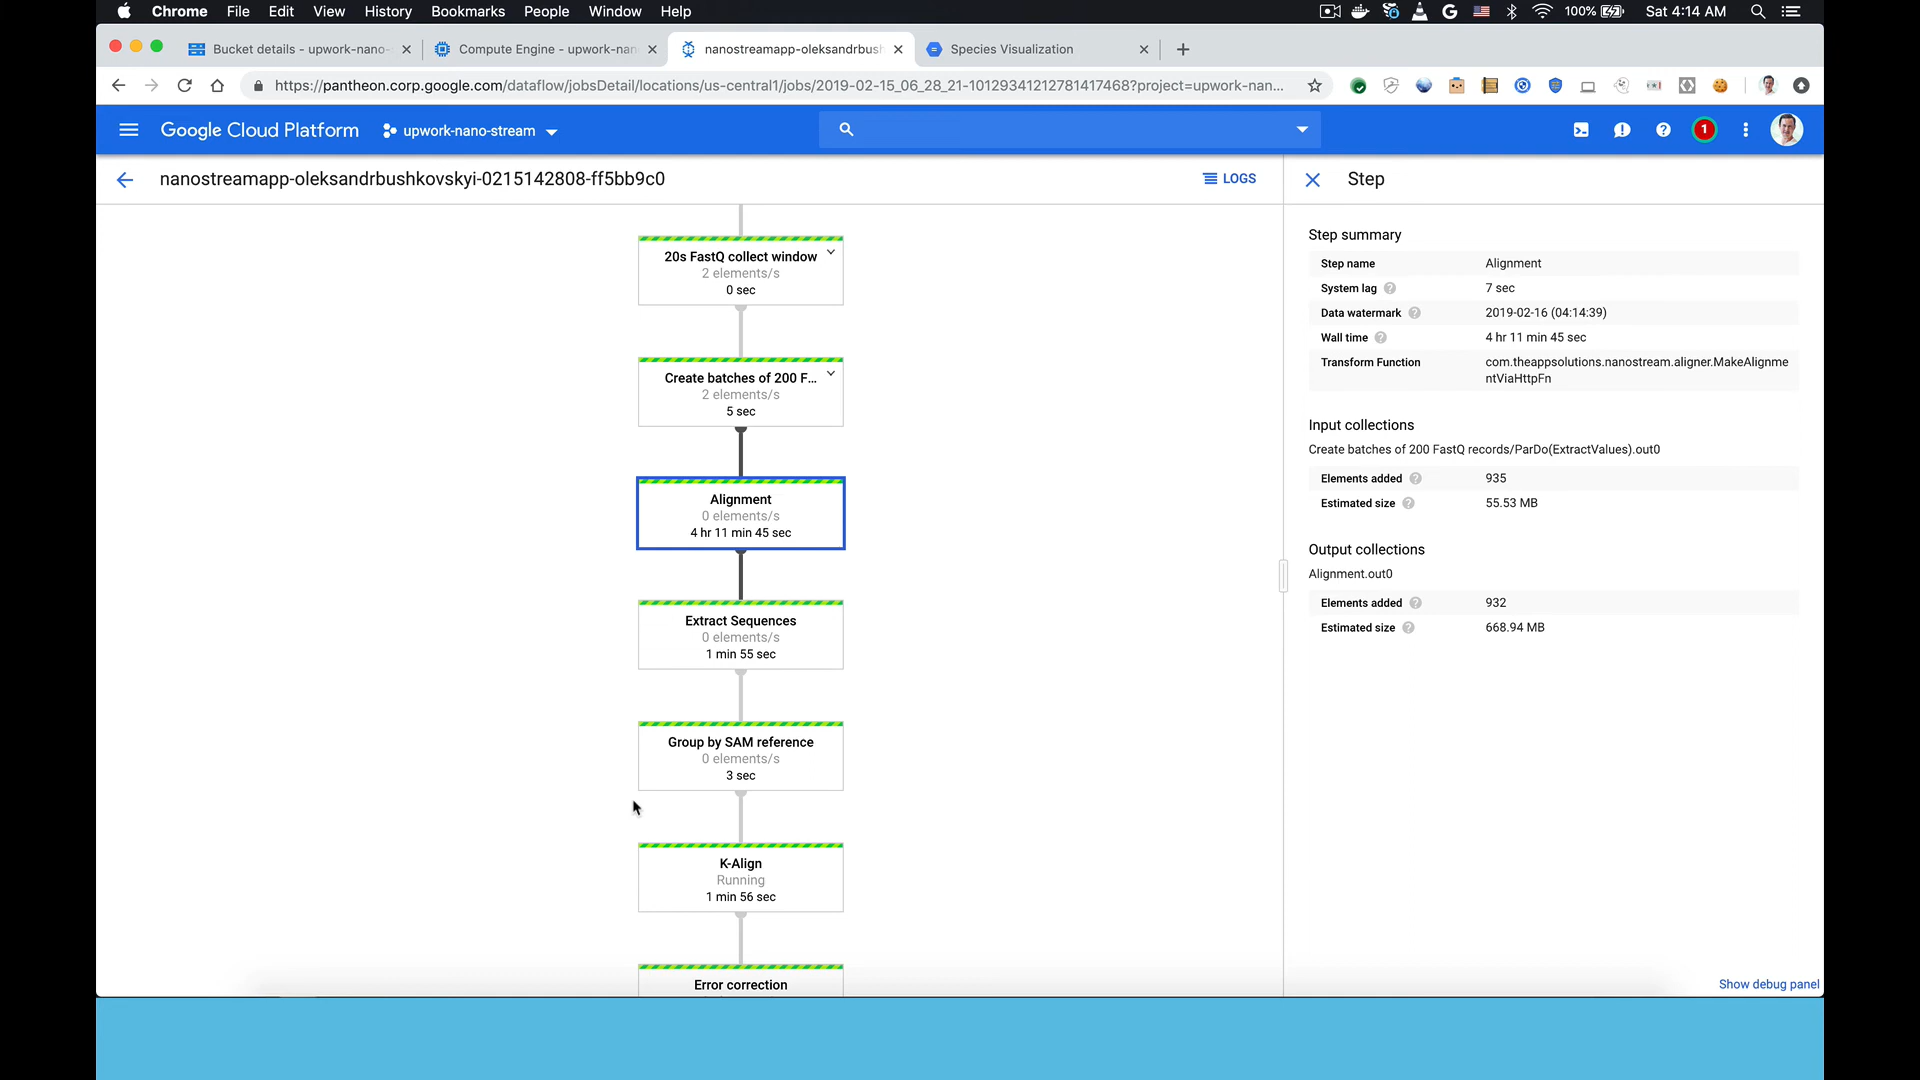 Chrome File Edit View History Bookmarks People Window Help 100% Sat 4:14 AM
Bucket details - upwork-nano- Compute Engine - upwork-nan nanostreamapp-oleksandrbush Species Visualization
https://pantheon.corp.google.com/dataflow/jobsDetail/locations/us-central1/jobs/2019-02-15_06_28_21-10129341212781417468?project=upwork-nan...
Google Cloud Platform upwork-nano-stream 1
nanostreamapp-oleksandrbushkovskyi-0215142808-ff5bb9c0 LOGS
20s FastQ collect window
2 elements/s
0 sec
Create batches of 200 F...
2 elements/s
5 sec
Alignment
0 elements/s
4 hr 11 min 45 sec
Extract Sequences
0 elements/s
1 min 55 sec
Group by SAM reference
0 elements/s
3 sec
K-Align
Running
1 min 56 sec
Error correction
Step
Step summary
Step name Alignment
System lag 7 sec
Data watermark 2019-02-16 (04:14:39)
Wall time 4 hr 11 min 45 sec
Transform Function com.theappsolutions.nanostream.aligner.MakeAlignme
ntViaHttpFn
Input collections
Create batches of 200 FastQ records/ParDo(ExtractValues).out0
Elements added 935
Estimated size 55.53 MB
Output collections
Alignment.out0
Elements added 932
Estimated size 668.94 MB
Show debug panel